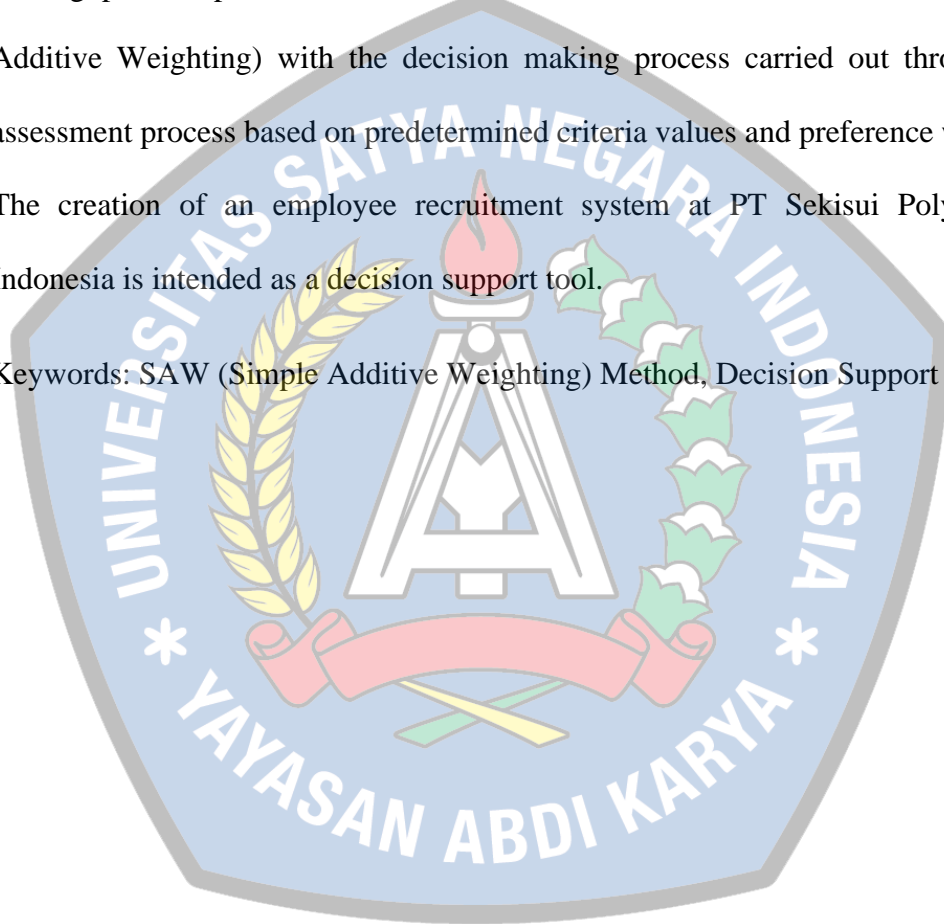 Additive Weighting) with the decision making process carried out
assessment process based on predetermined criteria values and preference
The creation of an employee recruitment system at PT Sekisui
Indonesia is intended as a decision support tool.
Keywords: SAW (Simple Additive Weighting) Method, Decision Support
UNIVERSITAS SATYA NEGARA INDONESIA
YAYASAN ABDI KARYA